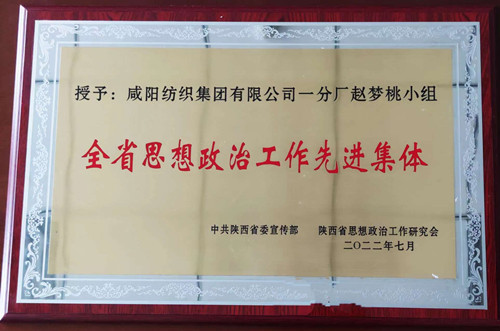 授予：咸阳纺织集团有限公司一分厂赵梦桃小组
全省思想政治工作先进集体
中共陕西省委宣传部 陕西省思想政治工作研究会
二〇二二年七月